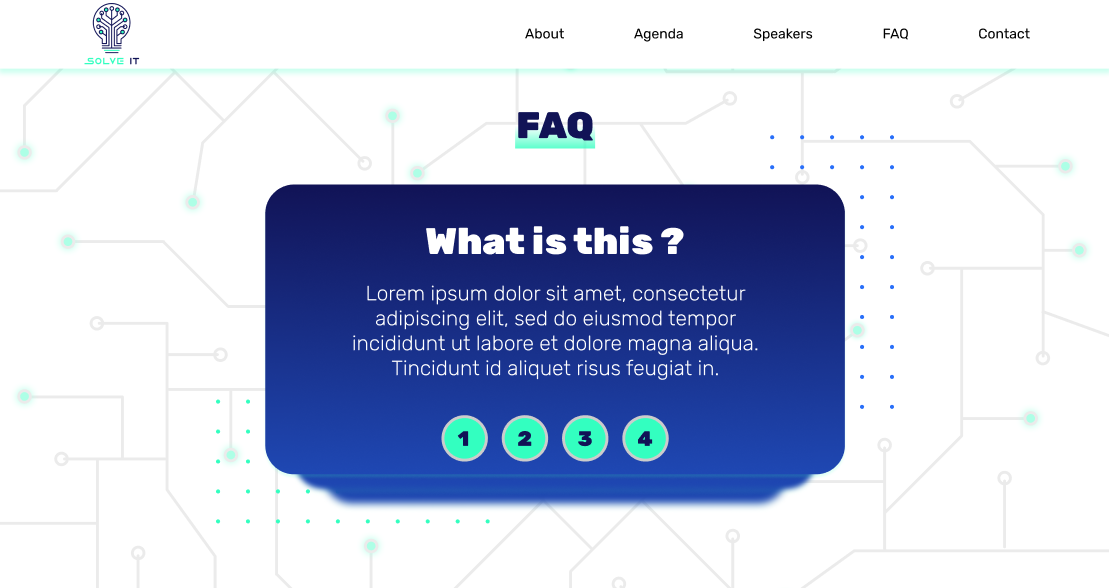 SOLVE IT
About
Agenda
Speakers
FAQ
Contact
FAQ
What is this ?
Lorem ipsum dolor sit amet, consectetur
adipiscing elit, sed do eiusmod tempor
incididunt ut labore et dolore magna aliqua.
Tincidunt id aliquet risus feugiat in.
1
2
3
4